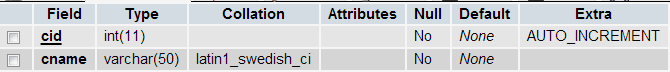 Field Type Collation Attributes Null Default Extra
cid int(11) No None AUTO_INCREMENT
cname varchar(50) latin1_swedish_ci No None